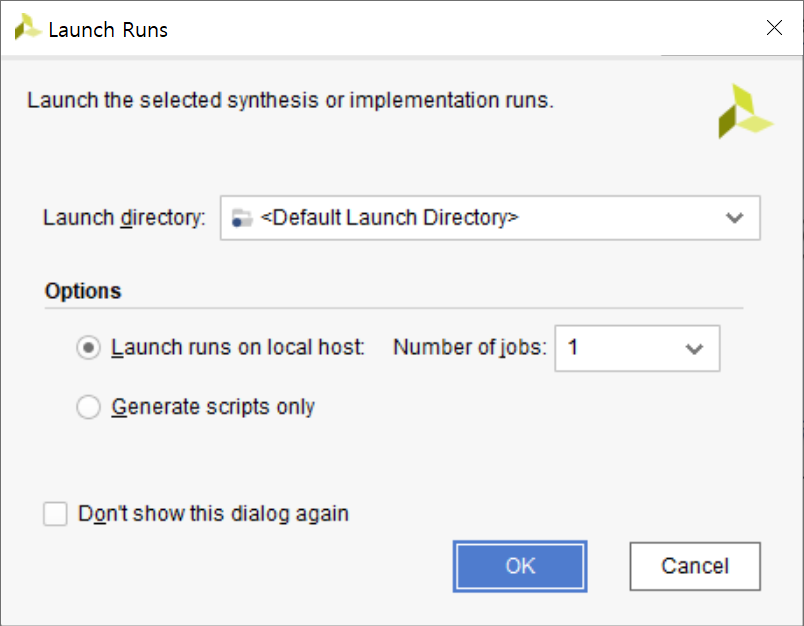 Launch Runs
Launch the selected synthesis or implementation runs.
Launch directory: <Default Launch Directory>
Options
Launch runs on local host: Number of jobs: 1
Generate scripts only
Don't show this dialog again
OK Cancel